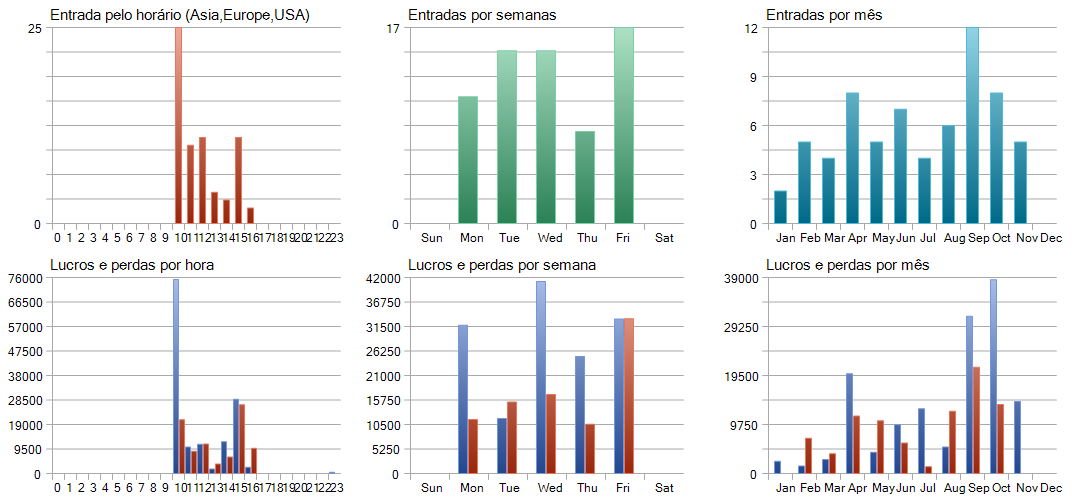 Entrada pelo horário (Asia,Europe,USA)
25
0
0 1 2 3 4 5 6 7 8 9 10 11 12 13 14 15 16 17 18 19 20 21 22 23
Entradas por semanas
17
0
Sun Mon Tue Wed Thu Fri Sat
Entradas por mês
12
9
6
3
0
Jan Feb Mar Apr May Jun Jul Aug Sep Oct Nov Dec
Lucros e perdas por hora
76000
66500
57000
47500
38000
28500
19000
9500
0
0 1 2 3 4 5 6 7 8 9 10 11 12 13 14 15 16 17 18 19 20 21 22 23
Lucros e perdas por semana
42000
36750
31500
26250
21000
15750
10500
5250
0
Sun Mon Tue Wed Thu Fri Sat
Lucros e perdas por mês
39000
29250
19500
9750
0
Jan Feb Mar Apr May Jun Jul Aug Sep Oct Nov Dec